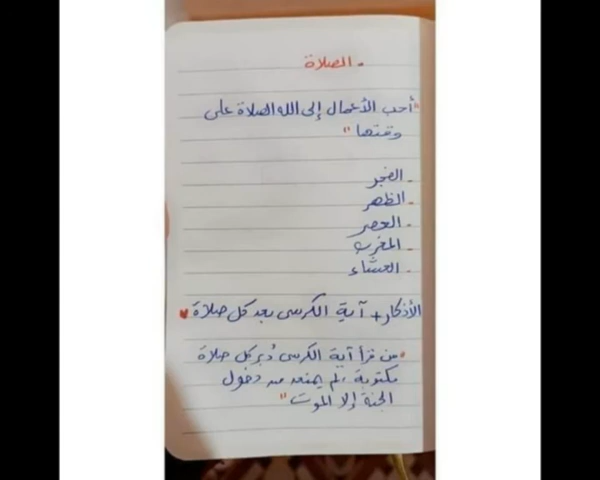 - الصلاة
"أحب الأعمال إلى الله الصلاة على
وقتها"
- الفجر
- الظهر
- العصر
- المغرب
- العشاء
الأذكار + آية الكرسي بعد كل صلاة
"من قرأ آية الكرسي دُبر كل صلاة
مكتوبة، لم يمنعه من دخول
الجنة إلا الموت"